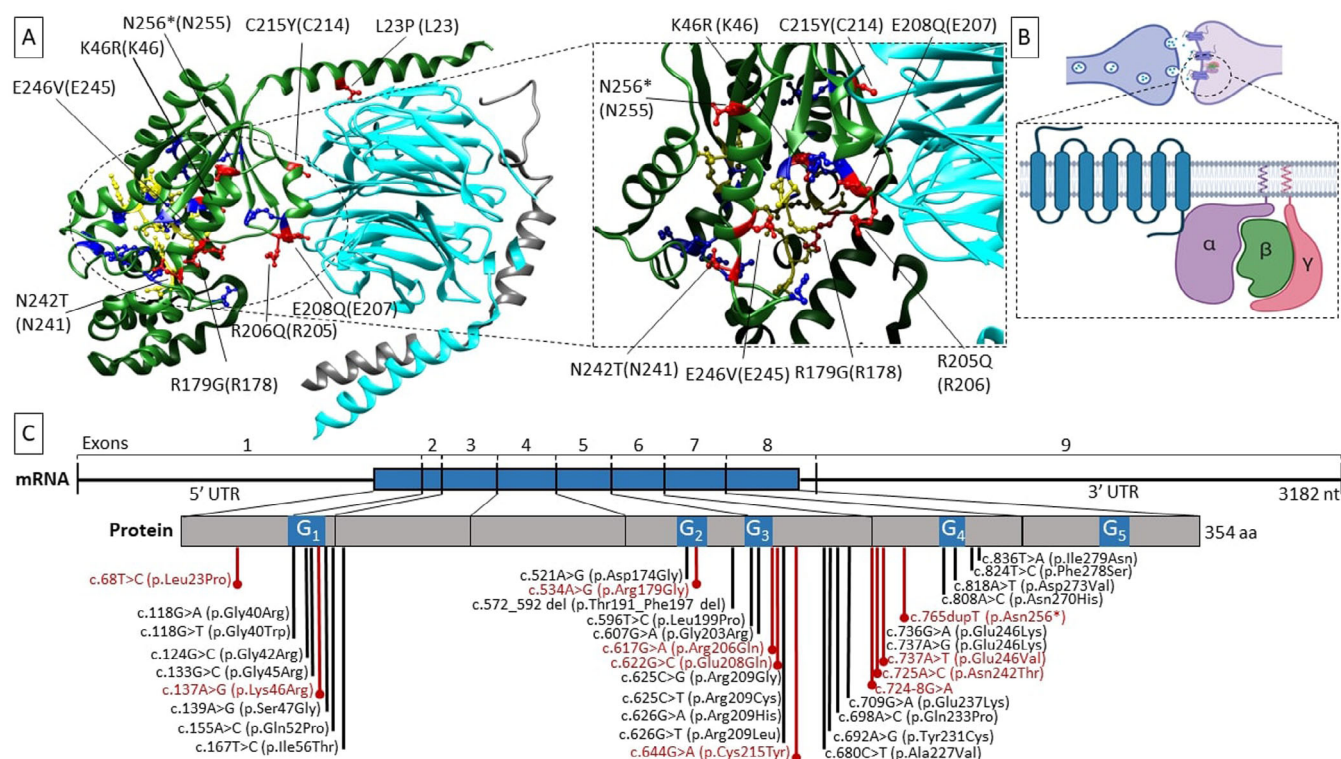 A
N256*(N255)
C215Y(C214)
L23P (L23)
K46R(K46)
E246V(E245)
N242T
(N241)
R206Q(R205)
E208Q(E207)
R179G(R178)
K46R(K46)
C215Y(C214)
E208Q(E207)
N256*
(N255)
N242T(N241)
E246V(E245)
R179G(R178)
R205Q
(R206)
B
α
β
γ
C
Exons
1
2
3
4
5
6
7
8
9
mRNA
5' UTR
3' UTR
3182 nt
Protein
G1
G2
G3
G4
G5
354 aa
c.68T>C (p.Leu23Pro)
c.118G>A (p.Gly40Arg)
c.118G>T (p.Gly40Trp)
c.124G>C (p.Gly42Arg)
c.133G>C (p.Gly45Arg)
c.137A>G (p.Lys46Arg)
c.139A>G (p.Ser47Gly)
c.155A>C (p.Gln52Pro)
c.167T>C (p.Ile56Thr)
c.521A>G (p.Asp174Gly)
c.534A>G (p.Arg179Gly)
c.572_592 del (p.Thr191_Phe197 del)
c.596T>C (p.Leu199Pro)
c.607G>A (p.Gly203Arg)
c.617G>A (p.Arg206Gln)
c.622G>C (p.Glu208Gln)
c.625C>G (p.Arg209Gly)
c.625C>T (p.Arg209Cys)
c.626G>A (p.Arg209His)
c.626G>T (p.Arg209Leu)
c.644G>A (p.Cys215Tyr)
c.836T>A (p.Ile279Asn)
c.824T>C (p.Phe278Ser)
c.818A>T (p.Asp273Val)
c.808A>C (p.Asn270His)
c.765dupT (p.Asn256*)
c.736G>A (p.Glu246Lys)
c.737A>G (p.Glu246Lys)
c.737A>T (p.Glu246Val)
c.725A>C (p.Asn242Thr)
c.724-8G>A
c.709G>A (p.Glu237Lys)
c.698A>C (p.Gln233Pro)
c.692A>G (p.Tyr231Cys)
c.680C>T (p.Ala227Val)